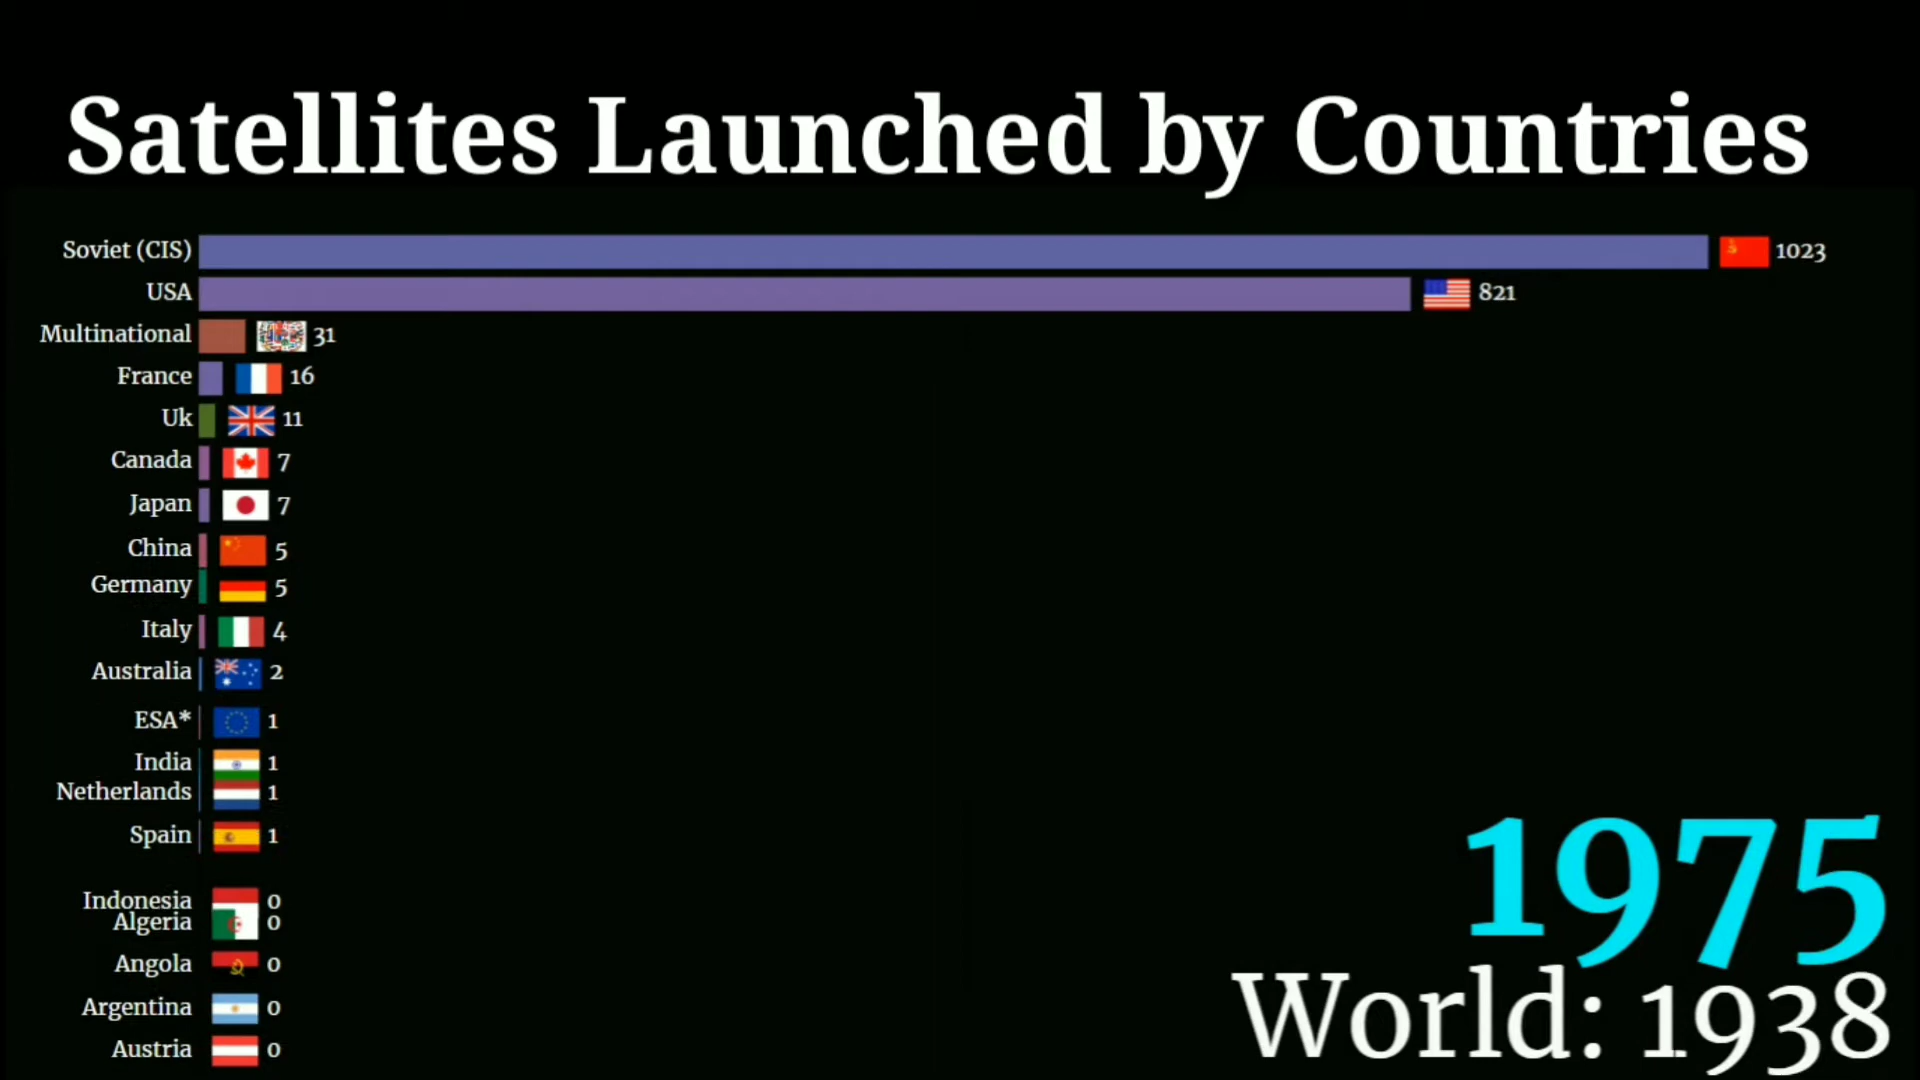 Satellites Launched by Countries
Soviet (CIS) 1023
USA 821
Multinational 31
France 16
Uk 11
Canada 7
Japan 7
China 5
Germany 5
Italy 4
Australia 2
ESA* 1
India 1
Netherlands 1
Spain 1
Indonesia 0
Algeria 0
Angola 0
Argentina 0
Austria 0
1975
World: 1938